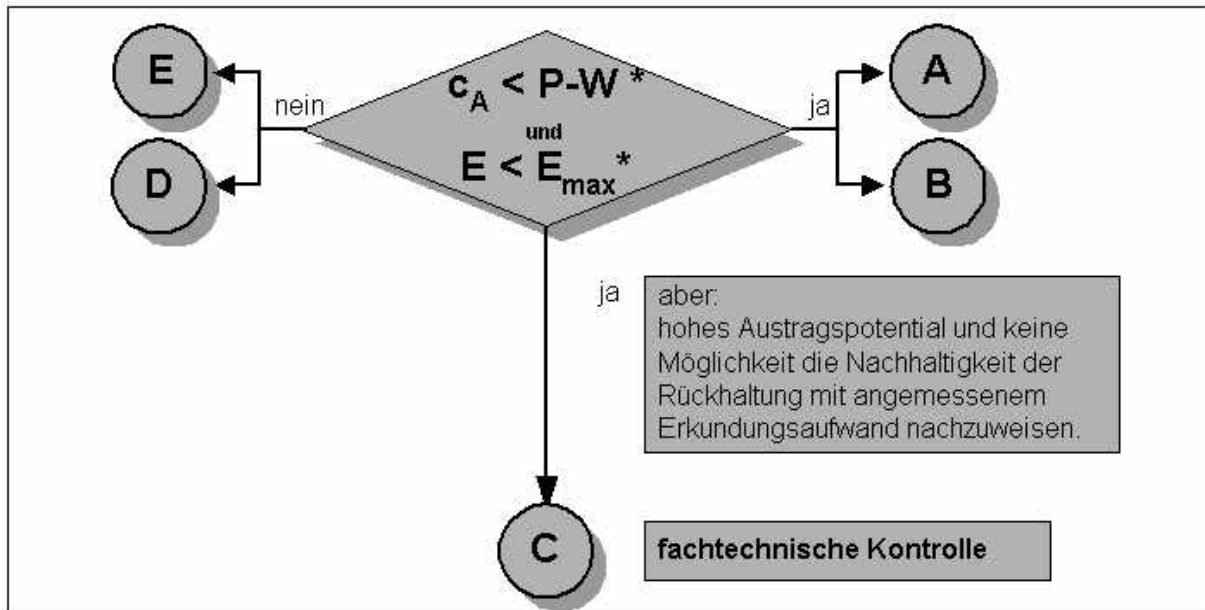 E
c_A < P-W *
A
nein
ja
und
D
E < E_max*
B
ja
aber:
hohes Austragspotential und keine
Möglichkeit die Nachhaltigkeit der
Rückhaltung mit angemessenem
Erkundungsaufwand nachzuweisen.
C
fachtechnische Kontrolle